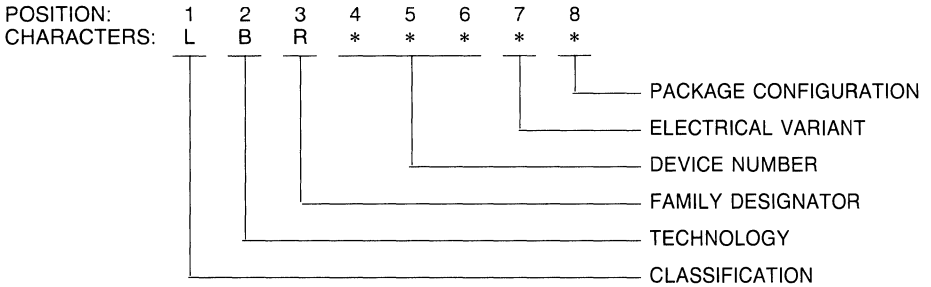 POSITION: 1 2 3 4 5 6 7 8
CHARACTERS: L B R * * * * *
PACKAGE CONFIGURATION
ELECTRICAL VARIANT
DEVICE NUMBER
FAMILY DESIGNATOR
TECHNOLOGY
CLASSIFICATION